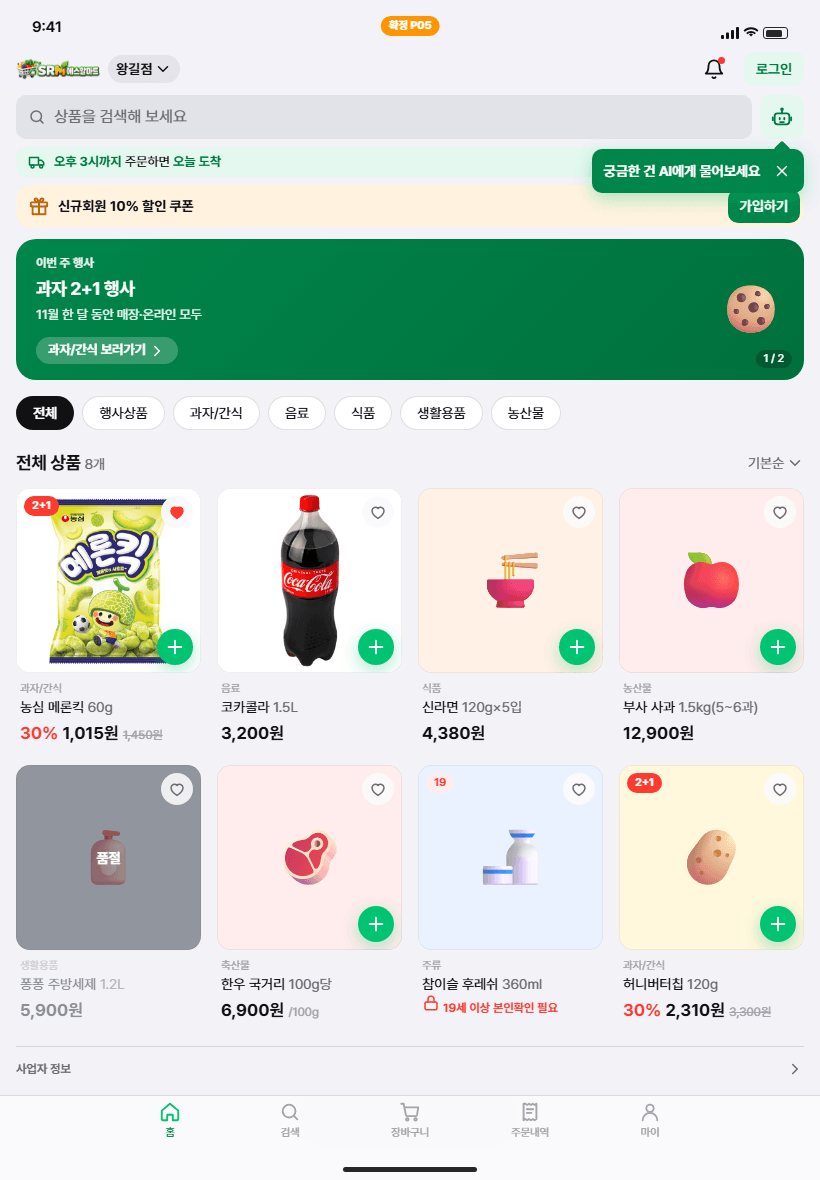 9:41
확정 P05
SRM에스알마트
왕길점
로그인
상품을 검색해 보세요
오후 3시까지 주문하면 오늘 도착
궁금한 건 AI에게 물어보세요
신규회원 10% 할인 쿠폰
가입하기
이번 주 행사
과자 2+1 행사
11월 한 달 동안 매장·온라인 모두
과자/간식 보러가기
1 / 2
전체
행사상품
과자/간식
음료
식품
생활용품
농산물
전체 상품 8개
기본순
2+1
농심
메론킥
Coca-Cola
과자/간식
농심 메론킥 60g
30% 1,015원 1,450원
음료
코카콜라 1.5L
3,200원
식품
신라면 120g×5입
4,380원
농산물
부사 사과 1.5kg(5~6과)
12,900원
품절
19
2+1
생활용품
퐁퐁 주방세제 1.2L
5,900원
축산물
한우 국거리 100g당
6,900원 /100g
주류
참이슬 후레쉬 360ml
19세 이상 본인확인 필요
과자/간식
허니버터칩 120g
30% 2,310원 3,300원
사업자 정보
홈
검색
장바구니
주문내역
마이